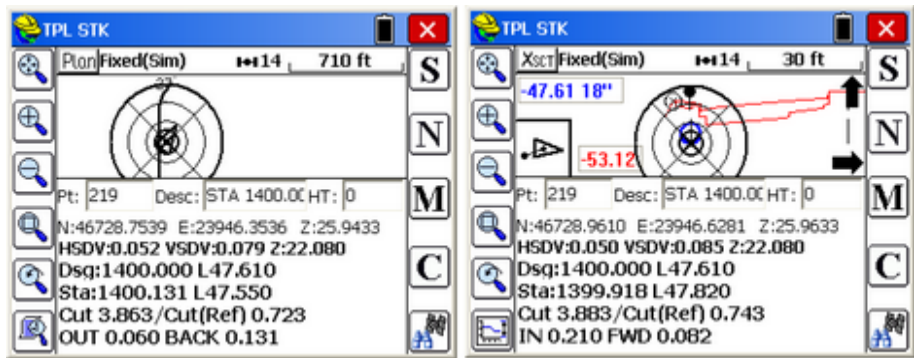 TPL STK
Plan Fixed(Sim) 14 710 ft
S
N
Pt: 219 Desc: STA 1400.00 HT: 0
M
N:46728.7539 E:23946.3536 Z:25.9433
HSDV:0.052 VSDV:0.079 Z:22.080
Dsg:1400.000 L47.610
C
Sta:1400.131 L47.550
Cut 3.863/Cut(Ref) 0.723
OUT 0.060 BACK 0.131
TPL STK
XSCT Fixed(Sim) 14 30 ft
S
-47.61 18"
N
-53.12
Pt: 219 Desc: STA 1400.00 HT: 0
M
N:46728.9610 E:23946.6281 Z:25.9633
HSDV:0.050 VSDV:0.085 Z:22.080
Dsg:1400.000 L47.610
C
Sta:1399.918 L47.820
Cut 3.883/Cut(Ref) 0.743
IN 0.210 FWD 0.082